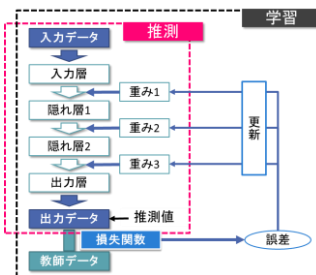 学習
推測
入力データ
入力層
重み1
隠れ層1
重み2
隠れ層2
重み3
出力層
更新
出力データ
推測値
損失関数
誤差
教師データ